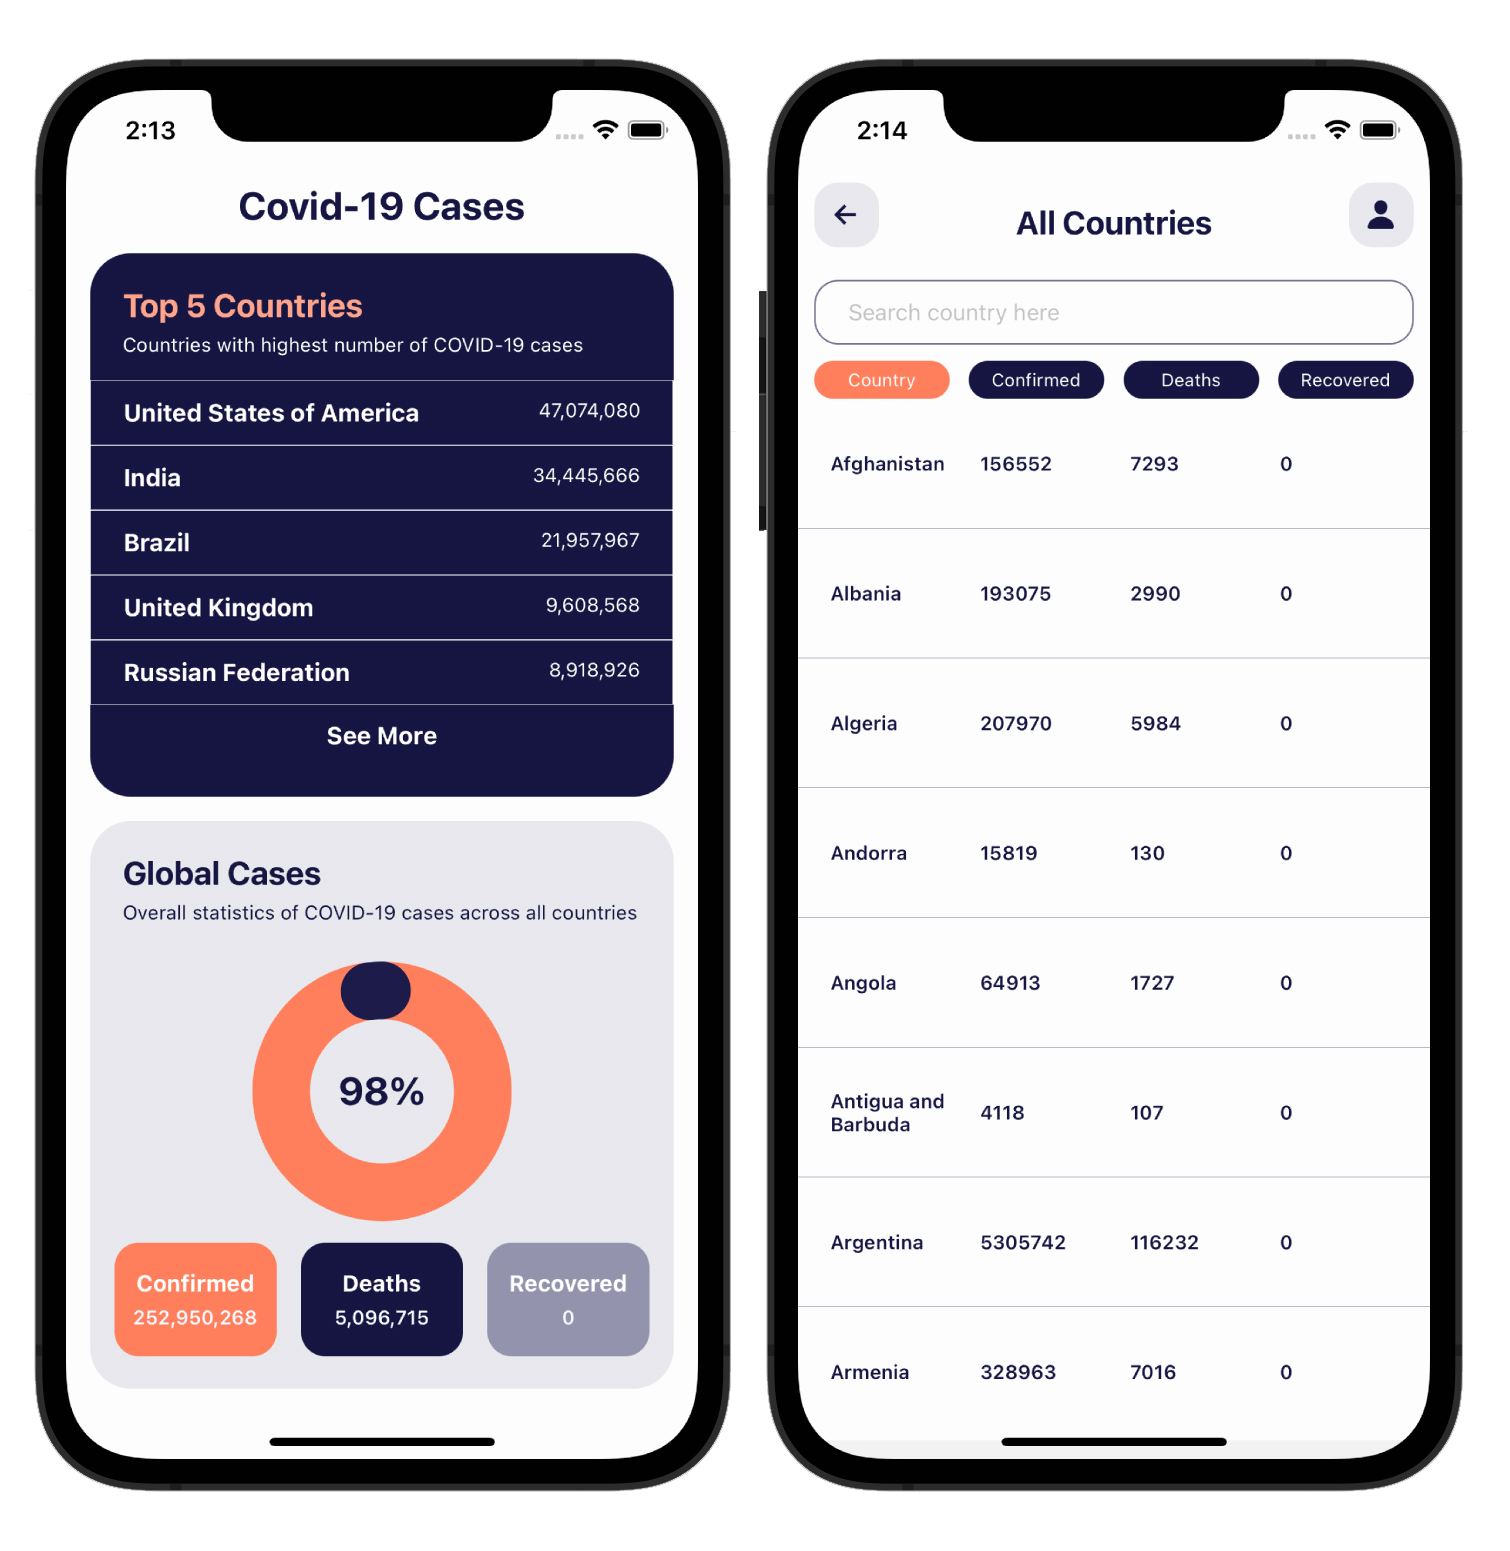 2:13
Covid-19 Cases
Top 5 Countries
Countries with highest number of COVID-19 cases
United States of America 47,074,080
India 34,445,666
Brazil 21,957,967
United Kingdom 9,608,568
Russian Federation 8,918,926
See More
Global Cases
Overall statistics of COVID-19 cases across all countries
98%
Confirmed Deaths Recovered
252,950,268 5,096,715 0
2:14
All Countries
Search country here
Country Confirmed Deaths Recovered
Afghanistan 156552 7293 0
Albania 193075 2990 0
Algeria 207970 5984 0
Andorra 15819 130 0
Angola 64913 1727 0
Antigua and
Barbuda 4118 107 0
Argentina 5305742 116232 0
Armenia 328963 7016 0